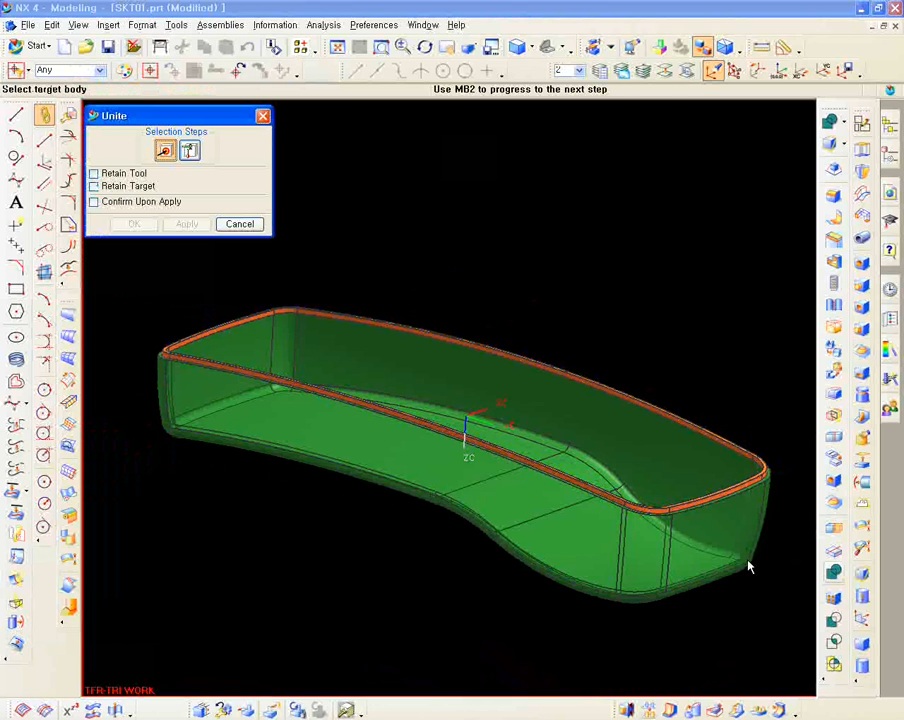 NX 4 - Modeling - [SKT01.prt (Modified) ]
File Edit View Insert Format Tools Assemblies Information Analysis Preferences Window Help
Start
Any
Z
Select target body
Use MB2 to progress to the next step
Unite
Selection Steps
Retain Tool
Retain Target
Confirm Upon Apply
OK Apply Cancel
ZC
TFR-TRI WORK